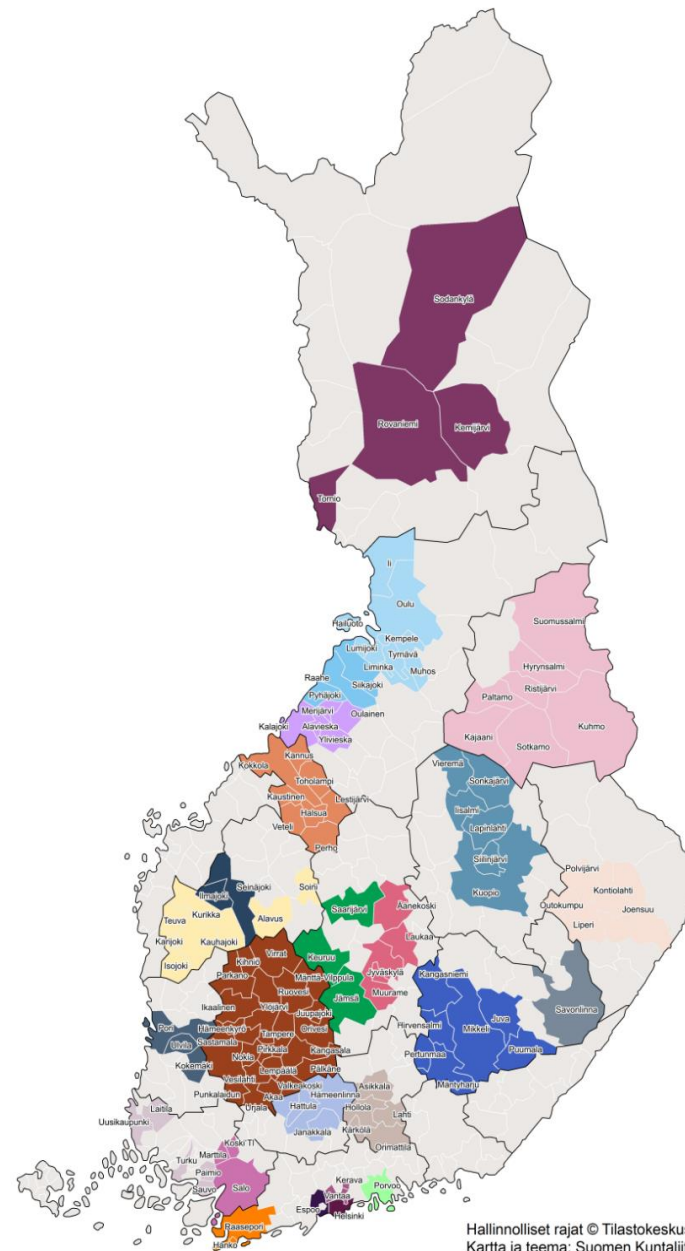 Sodankylä
Rovaniemi
Kemijärvi
Tornio
Ii
Oulu
Hailuoto
Kempele
Lumijoki
Tyrnävä
Liminka
Muhos
Raahe
Siikajoki
Pyhäjoki
Merijärvi
Oulainen
Kalajoki
Alavieska
Ylivieska
Suomussalmi
Hyrynsalmi
Ristijärvi
Paltamo
Kuhmo
Kajaani
Sotkamo
Kannus
Kokkola
Toholampi
Lestijärvi
Kaustinen
Halsua
Veteli
Perho
Vieremä
Sonkajärvi
Iisalmi
Lapinlahti
Siilinjärvi
Kuopio
Polvijärvi
Kontiolahti
Outokumpu
Joensuu
Liperi
Soini
Seinäjoki
Ilmajoki
Teuva
Kurikka
Alavus
Karijoki
Kauhajoki
Isojoki
Saarijärvi
Äänekoski
Laukaa
Keuruu
Jyväskylä
Jämsä
Muurame
Kihniö
Virrat
Parkano
Mänttä-Vilppula
Ruovesi
Ikaalinen
Ylöjärvi
Juupajoki
Hämeenkyrö
Tampere
Orivesi
Sastamala
Pirkkala
Nokia
Kangasala
Lempäälä
Pälkäne
Vesilahti
Valkeakoski
Punkalaidun
Akaa
Urjala
Pori
Ulvila
Kokemäki
Kangasniemi
Juva
Savonlinna
Hirvensalmi
Mikkeli
Pertunmaa
Puumala
Mäntyharju
Hämeenlinna
Hattula
Janakkala
Asikkala
Hollola
Lahti
Kärkölä
Orimattila
Laitila
Uusikaupunki
Koski Tl
Marttila
Turku
Paimio
Sauvo
Salo
Kerava
Porvoo
Vantaa
Espoo
Helsinki
Raasepori
Hanko
Hallinnolliset rajat © Tilastokesku
Kartta ja teema: Suomen Kuntalii